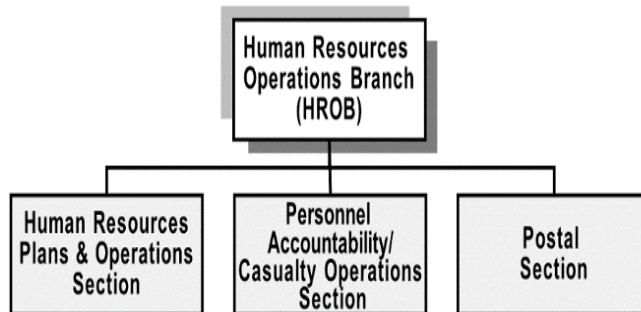 Human Resources
Operations Branch
(HROB)
Human Resources
Plans & Operations
Section
Personnel
Accountability/
Casualty Operations
Section
Postal
Section